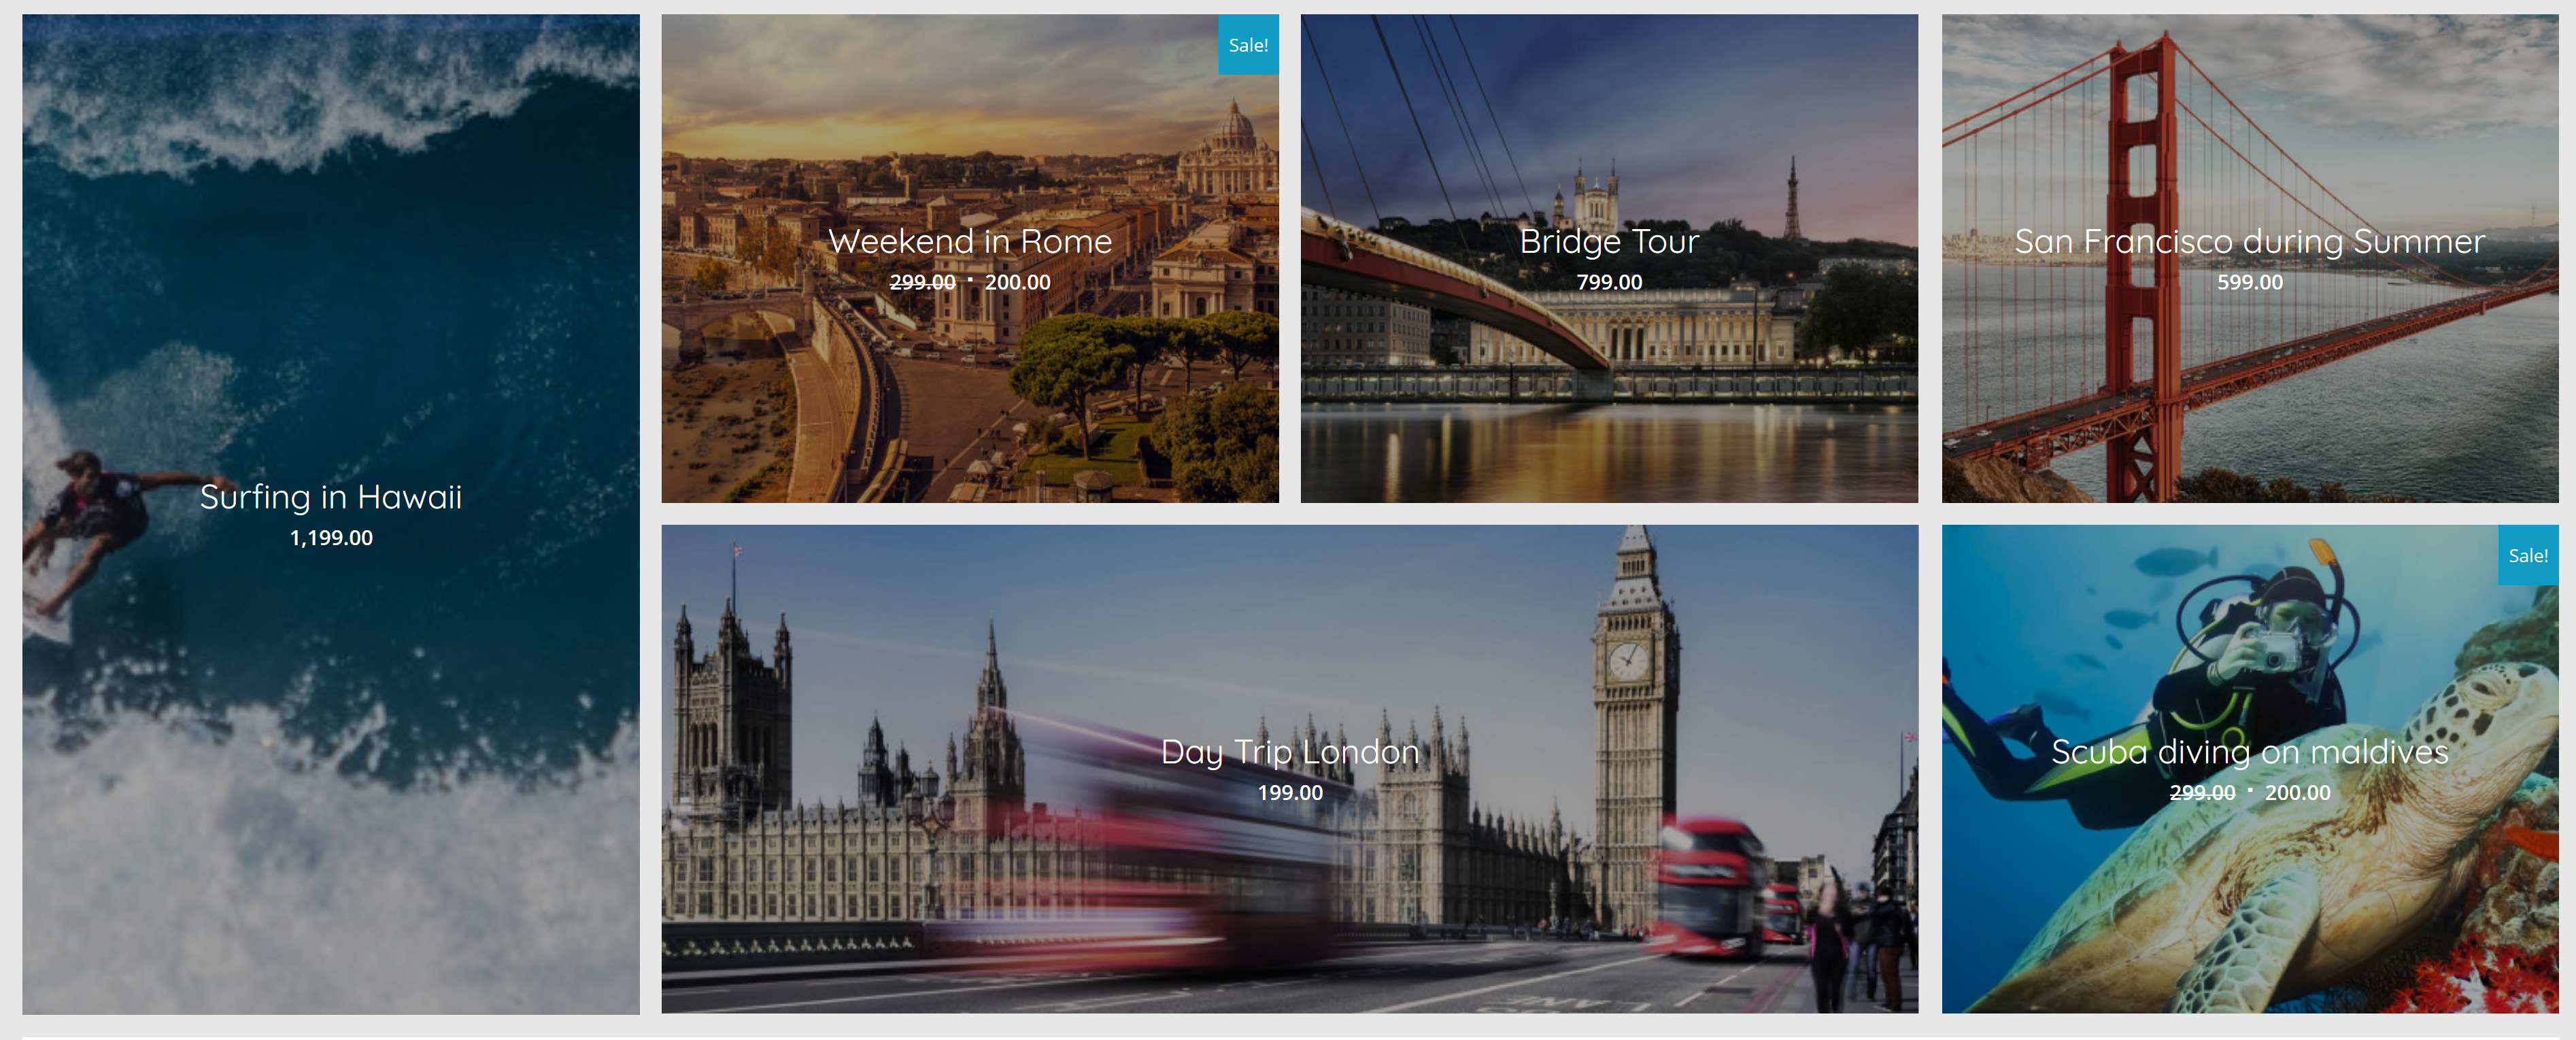 Surfing in Hawaii
1,199.00
Sale!
Weekend in Rome
299.00 · 200.00
Bridge Tour
799.00
San Francisco during Summer
599.00
Day Trip London
199.00
Sale!
Scuba diving on maldives
299.00 · 200.00